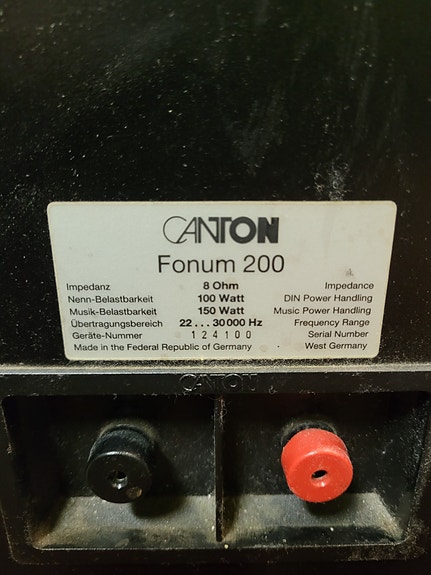 CANTON
Fonum 200
Impedanz 8 Ohm Impedance
Nenn-Belastbarkeit 100 Watt DIN Power Handling
Musik-Belastbarkeit 150 Watt Music Power Handling
Übertragungsbereich 22...30000 Hz Frequency Range
Geräte-Nummer 124100 Serial Number
Made in the Federal Republic of Germany West Germany
CANTON